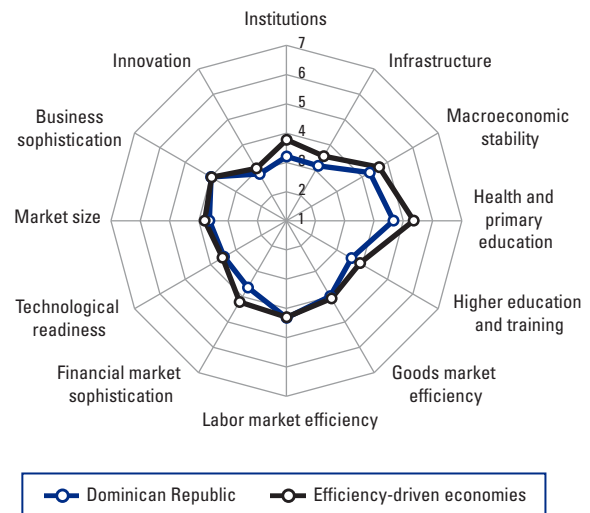 Institutions
7
Innovation
Infrastructure
6
5
Business
sophistication
Macroeconomic
stability
4
3
2
Market size
1
Health and
primary
education
Technological
readiness
Higher education
and training
Financial market
sophistication
Goods market
efficiency
Labor market efficiency
Dominican Republic
Efficiency-driven economies